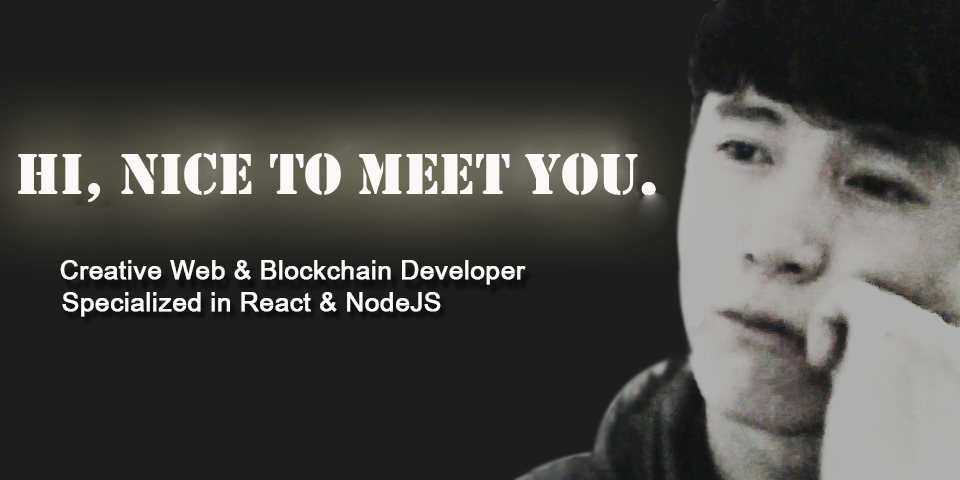 HI, NICE TO MEET YOU.
Creative Web & Blockchain Developer
Specialized in React & NodeJS